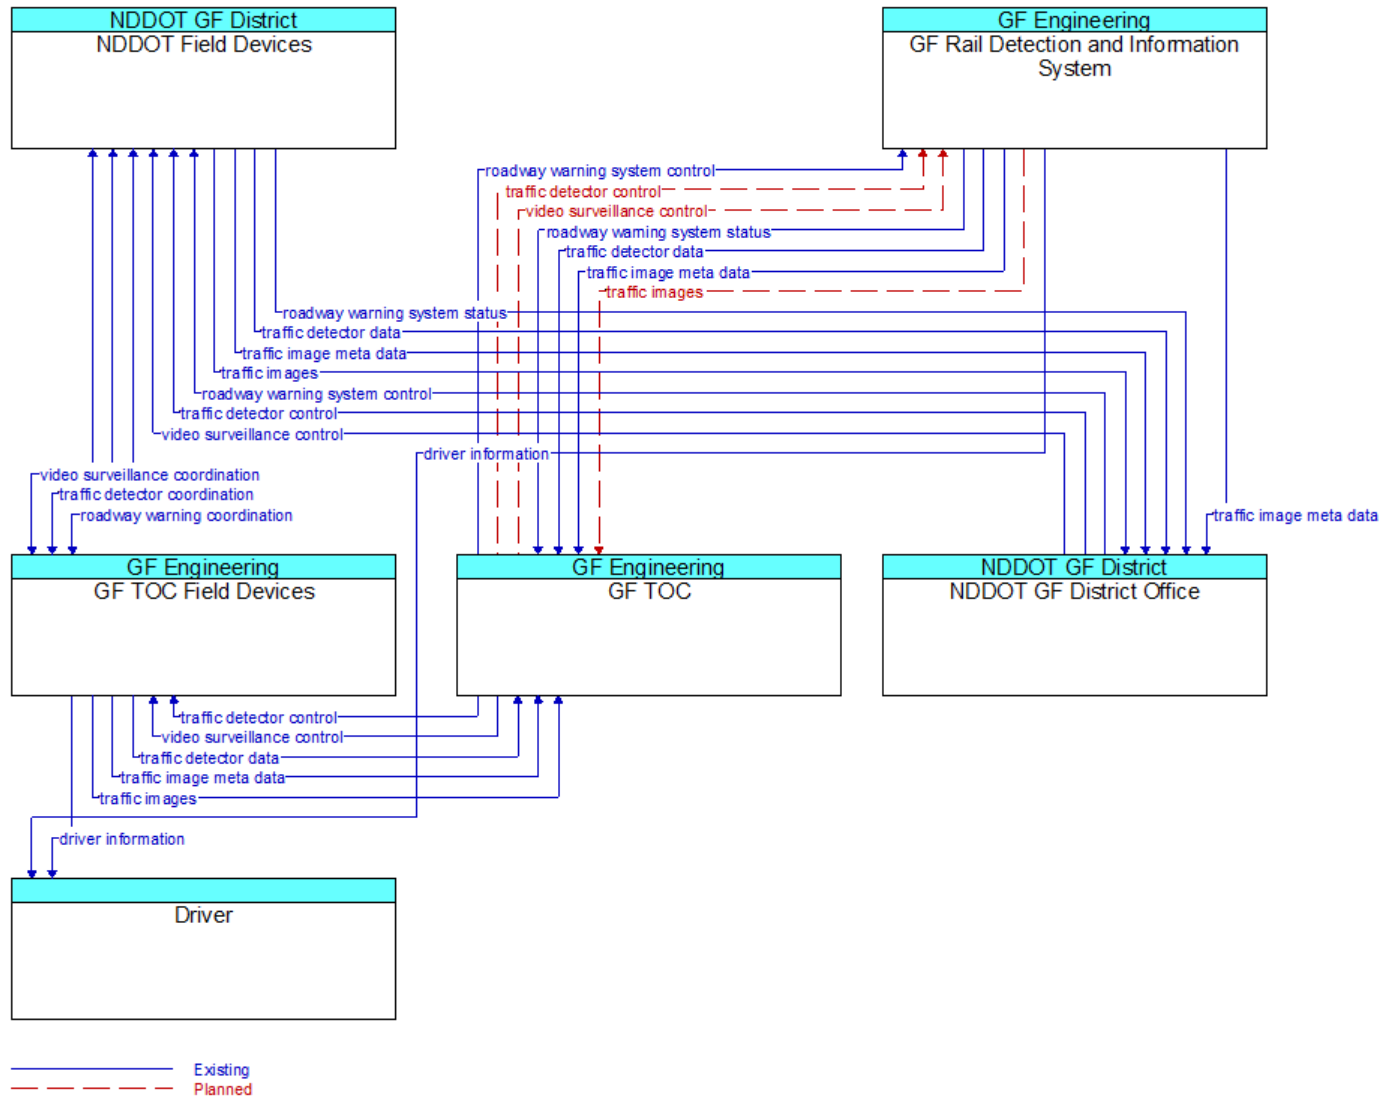 NDDOT GF District
NDDOT Field Devices
GF Engineering
GF Rail Detection and Information
System
roadway warning system control
traffic detector control
video surveillance control
roadway warning system status
traffic detector data
traffic image meta data
traffic images
roadway warning system status
traffic detector data
traffic image meta data
traffic images
roadway warning system control
traffic detector control
video surveillance control
driver information
video surveillance coordination
traffic detector coordination
roadway warning coordination
traffic image meta data
GF Engineering
GF TOC Field Devices
GF Engineering
GF TOC
NDDOT GF District
NDDOT GF District Office
traffic detector control
video surveillance control
traffic detector data
traffic image meta data
traffic images
driver information
Driver
Existing
Planned